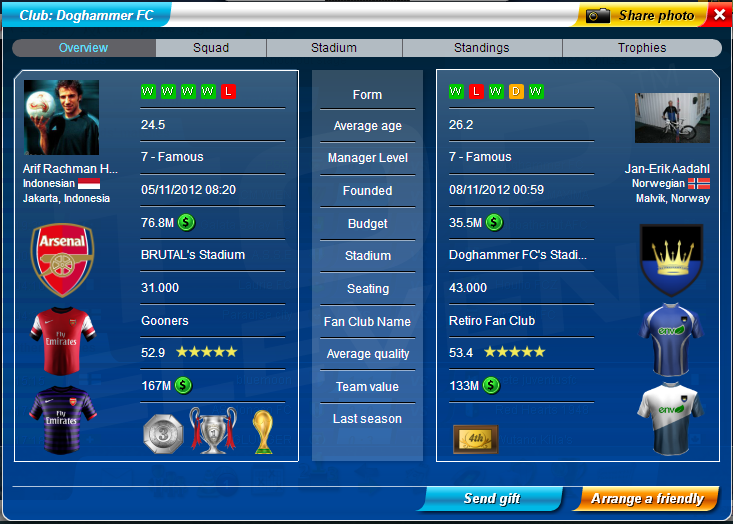 Club: Doghammer FC
Share photo
Overview Squad Stadium Standings Trophies
W W W W L Form W L W D W
24.5 Average age 26.2
Arif Rachman H... 7 - Famous Manager Level 7 - Famous Jan-Erik Aadahl
Indonesian Norwegian
Jakarta, Indonesia 05/11/2012 08:20 Founded 08/11/2012 00:59 Malvik, Norway
76.8M $ Budget 35.5M $
Arsenal BRUTAL's Stadium Stadium Doghammer FC's Stadi...
31.000 Seating 43.000
Gooners Fan Club Name Retiro Fan Club
Fly Emirates 52.9 Average quality 53.4 envo
167M $ Team value 133M $
Fly Emirates Last season envo
3 4th
Send gift Arrange a friendly